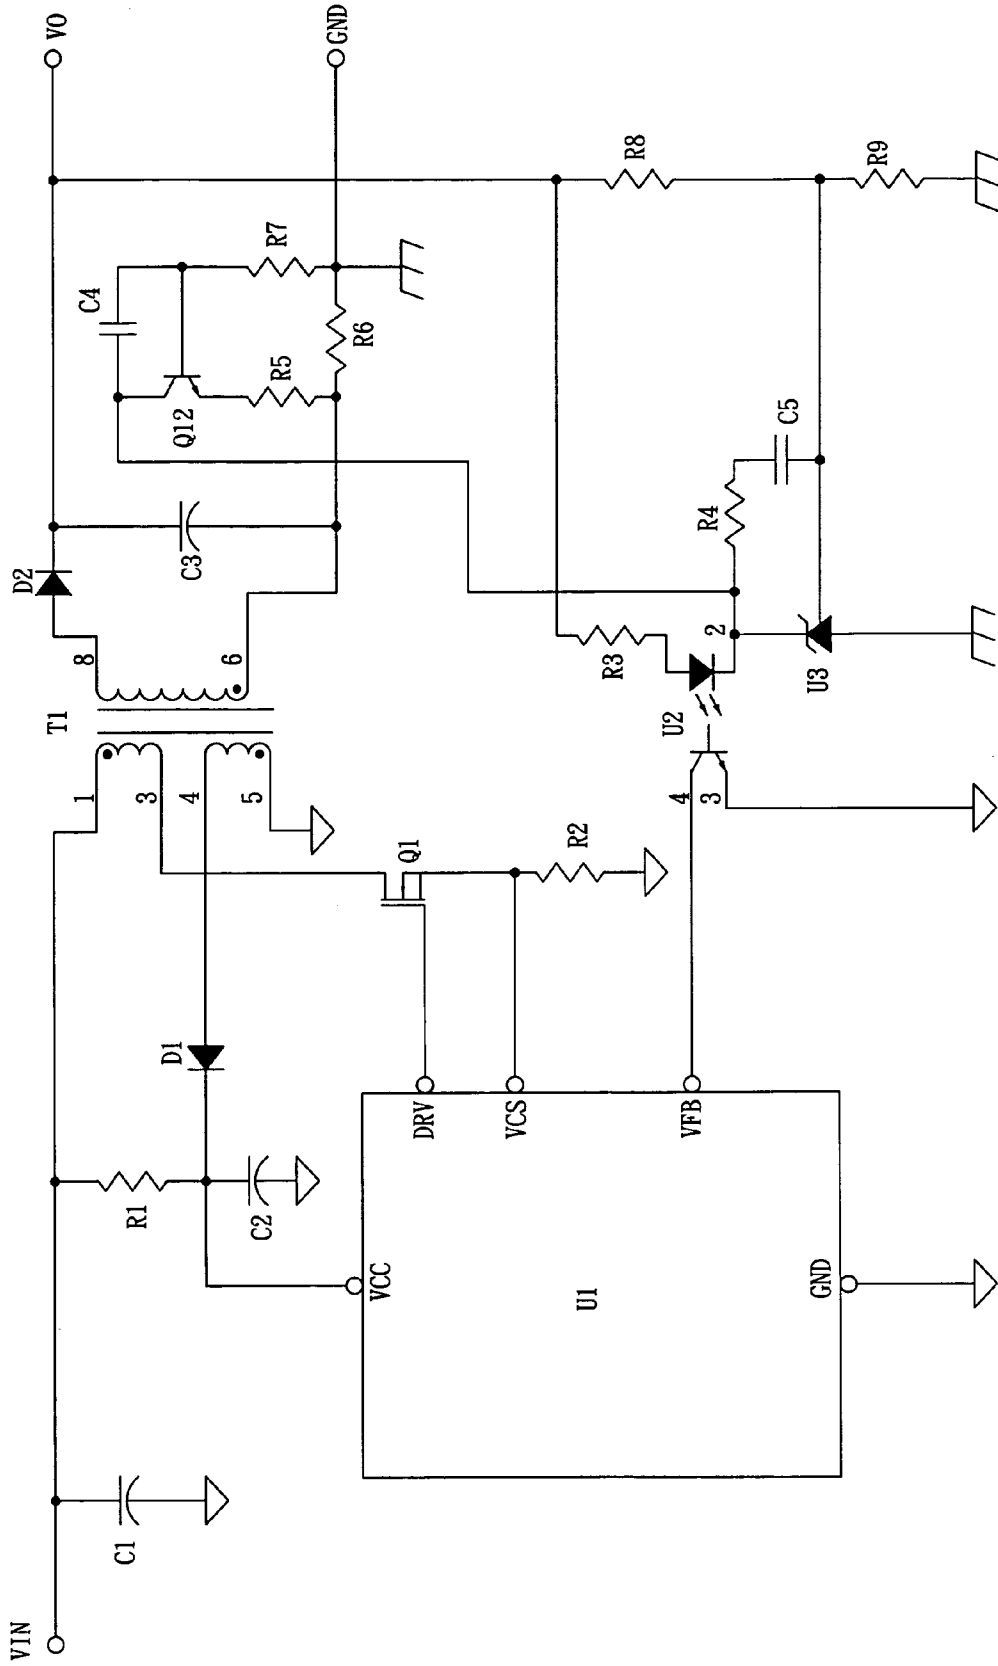 VIN
C1
R1
C2
D1
VCC
U1
GND
DRV
VCS
VFB
Q1
R2
T1
1
3
4
5
8
6
D2
C3
Q12
C4
R5
R7
R6
VO
GND
U2
4
3
2
R3
R4
C5
U3
R8
R9